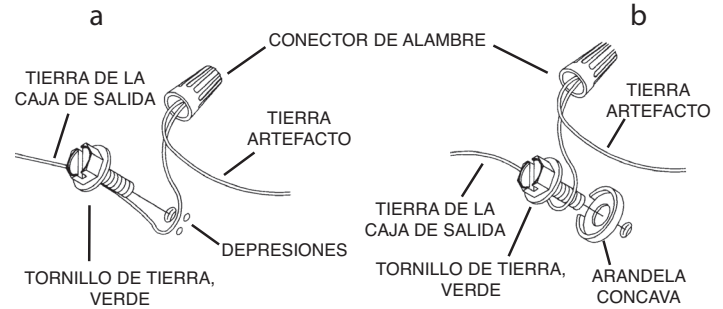 a
b
CONECTOR DE ALAMBRE
TIERRA DE LA
CAJA DE SALIDA
TIERRA
ARTEFACTO
DEPRESIONES
TORNILLO DE TIERRA,
VERDE
TIERRA
ARTEFACTO
TIERRA DE LA
CAJA DE SALIDA
TORNILLO DE TIERRA,
VERDE
ARANDELA
CONCAVA